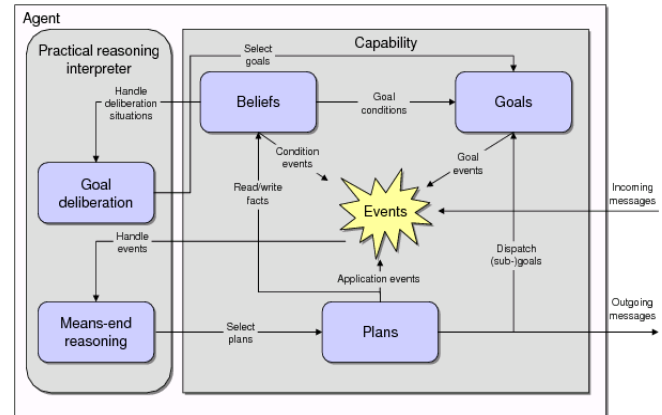 Agent
Practical reasoning
interpreter
Capability
Select
goals
Handle
deliberation
situations
Beliefs
Goal
conditions
Goals
Condition
events
Goal
events
Goal
deliberation
Read/write
facts
Events
Incoming
messages
Handle
events
Dispatch
(sub-)goals
Application events
Means-end
reasoning
Select
plans
Plans
Outgoing
messages